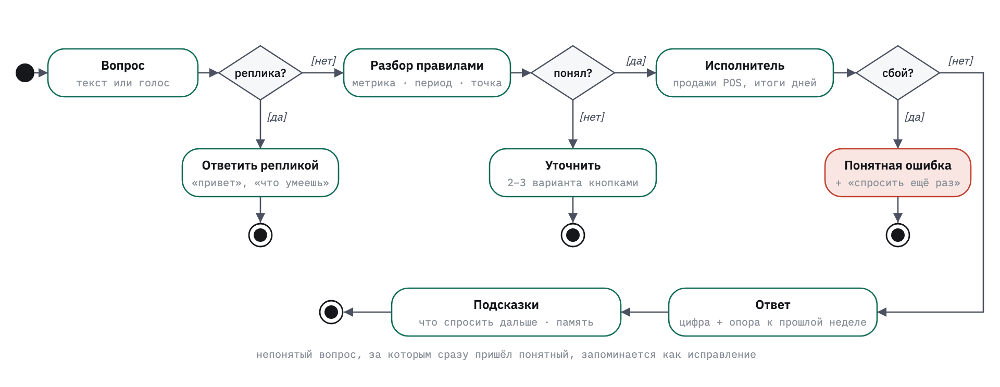 Вопрос
текст или голос
реплика?
[нет]
Разбор правилами
метрика · период · точка
понял?
[да]
Исполнитель
продажи POS, итоги дней
сбой?
[нет]
[да]
[нет]
[да]
Ответить репликой
«привет», «что умеешь»
Уточнить
2–3 варианта кнопками
Понятная ошибка
+ «спросить ещё раз»
Подсказки
что спросить дальше · память
Ответ
цифра + опора к прошлой неделе
непонятый вопрос, за которым сразу пришёл понятный, запоминается как исправление